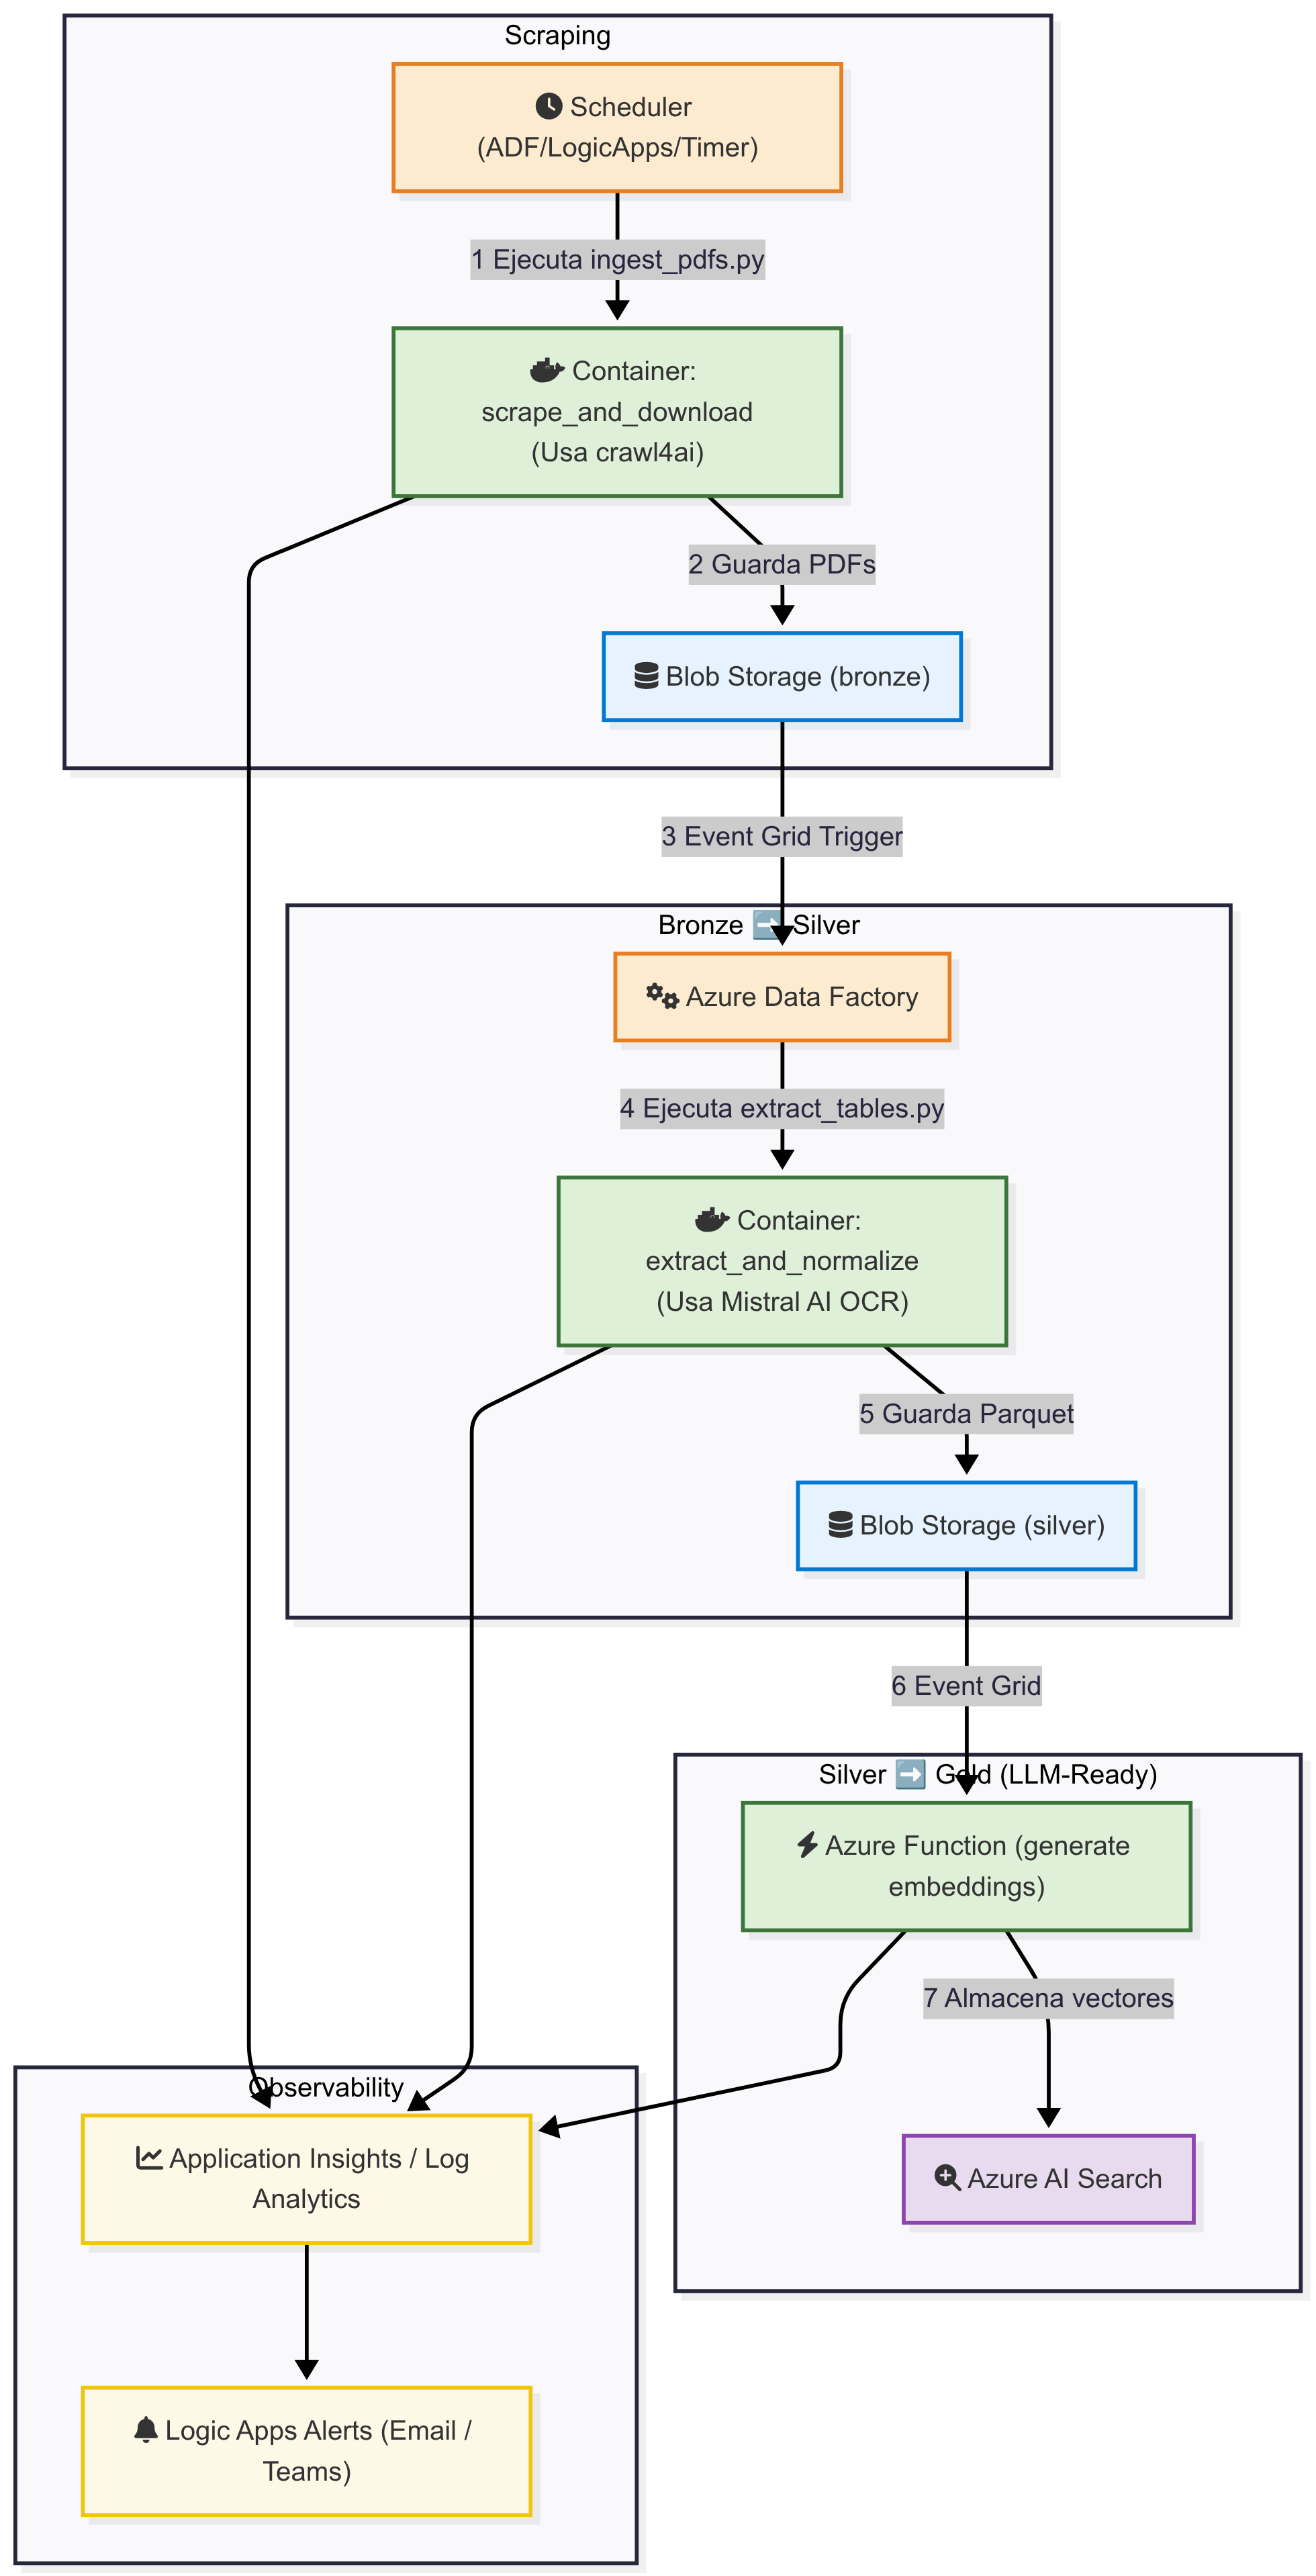 Scraping
Scheduler
(ADF/LogicApps/Timer)
1 Ejecuta ingest_pdfs.py
Container:
scrape_and_download
(Usa crawl4ai)
2 Guarda PDFs
Blob Storage (bronze)
3 Event Grid Trigger
Bronze ➡️ Silver
Azure Data Factory
4 Ejecuta extract_tables.py
Container:
extract_and_normalize
(Usa Mistral AI OCR)
5 Guarda Parquet
Blob Storage (silver)
6 Event Grid
Silver ➡️ Gold (LLM-Ready)
Azure Function (generate
embeddings)
7 Almacena vectores
Azure AI Search
Observability
Application Insights / Log
Analytics
Logic Apps Alerts (Email /
Teams)